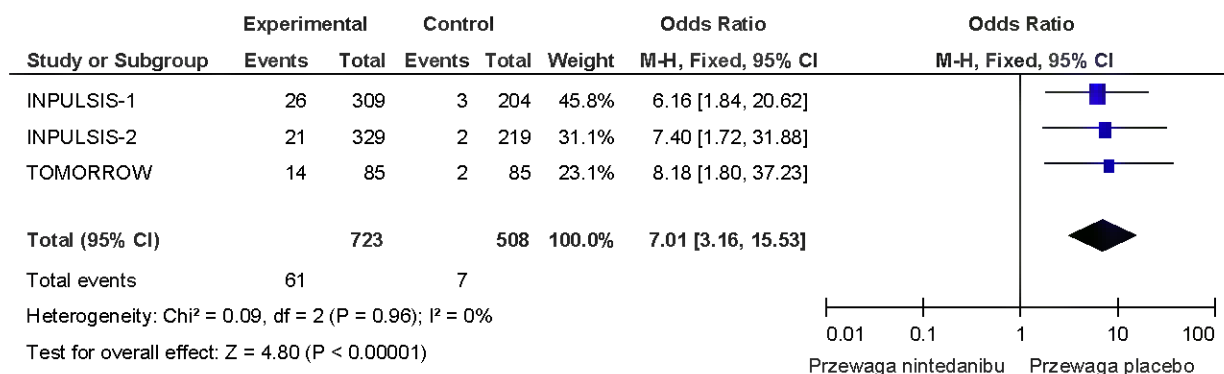 Experimental Control Odds Ratio Odds Ratio
Study or Subgroup Events Total Events Total Weight M-H, Fixed, 95% CI M-H, Fixed, 95% CI
INPULSIS-1 26 309 3 204 45.8% 6.16 [1.84, 20.62]
INPULSIS-2 21 329 2 219 31.1% 7.40 [1.72, 31.88]
TOMORROW 14 85 2 85 23.1% 8.18 [1.80, 37.23]
Total (95% CI) 723 508 100.0% 7.01 [3.16, 15.53]
Total events 61 7
Heterogeneity: Chi² = 0.09, df = 2 (P = 0.96); I² = 0%
Test for overall effect: Z = 4.80 (P < 0.00001)
0.01 0.1 1 10 100
Przewaga nintedanibu Przewaga placebo